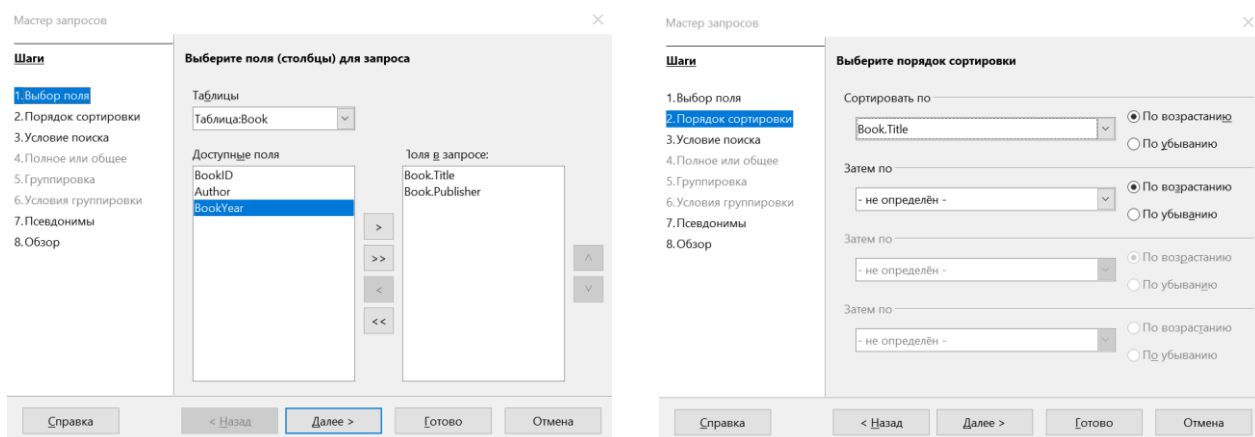 Мастер запросов
Шаги
1.Выбор поля
2.Порядок сортировки
3.Условие поиска
4.Полное или общее
5.Группировка
6.Условия группировки
7.Псевдонимы
8.Обзор
Выберите поля (столбцы) для запроса
Таблицы
Таблица:Book
Доступные поля
BookID
Author
BookYear
>
>>
<
<<
Поля в запросе:
Book.Title
Book.Publisher
Справка
< Назад
Далее >
Готово
Отмена
Мастер запросов
Шаги
1.Выбор поля
2.Порядок сортировки
3.Условие поиска
4.Полное или общее
5.Группировка
6.Условия группировки
7.Псевдонимы
8.Обзор
Выберите порядок сортировки
Сортировать по
Book.Title
По возрастанию
По убыванию
Затем по
- не определён -
По возрастанию
По убыванию
Затем по
- не определён -
По возрастанию
По убыванию
Затем по
- не определён -
По возрастанию
По убыванию
Справка
< Назад
Далее >
Готово
Отмена